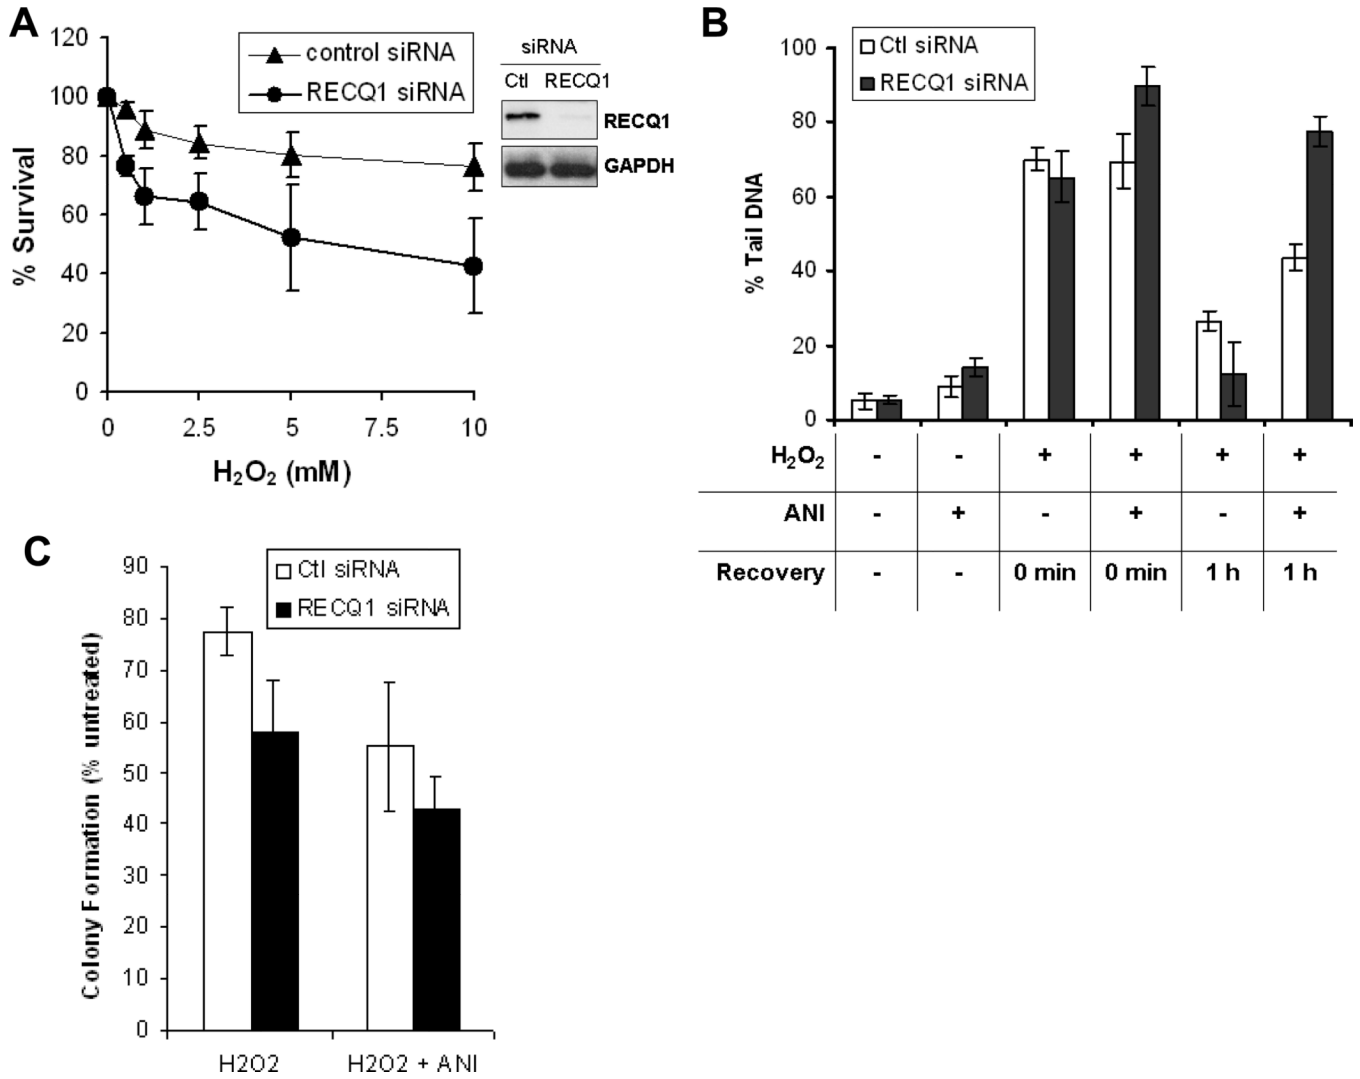 A
120
100
80
60
40
20
0
% Survival
0 2.5 5 7.5 10
H₂O₂ (mM)
control siRNA
RECQ1 siRNA
siRNA
Ctl RECQ1
RECQ1
GAPDH
B
100
80
60
40
20
0
% Tail DNA
Ctl siRNA
RECQ1 siRNA
H₂O₂ - - + + + +
ANI - + - + - +
Recovery - - 0 min 0 min 1 h 1 h
C
90
80
70
60
50
40
30
20
10
0
Colony Formation (% untreated)
Ctl siRNA
RECQ1 siRNA
H2O2 H2O2 + ANI